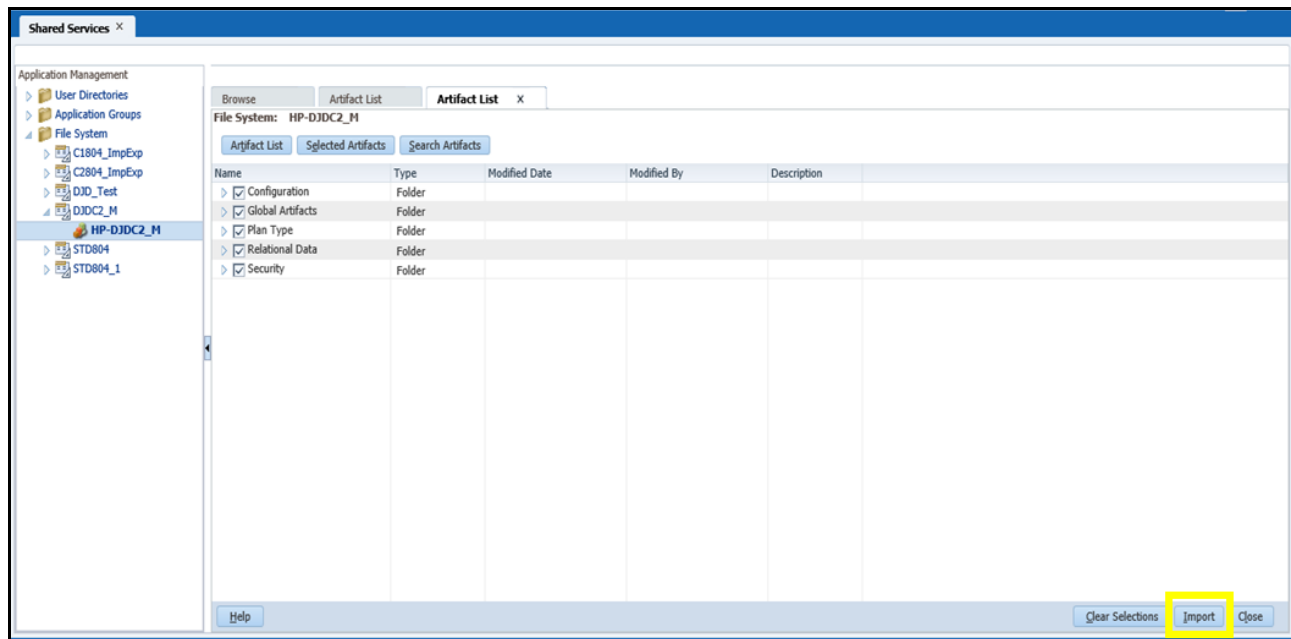 Shared Services X
Application Management
User Directories
Application Groups
File System
C1804_ImpExp
C2804_ImpExp
DJD_Test
DJDC2_M
HP-DJDC2_M
STD804
STD804_1
Browse Artifact List Artifact List X
File System: HP-DJDC2_M
Artifact List Selected Artifacts Search Artifacts
Name Type Modified Date Modified By Description
Configuration Folder
Global Artifacts Folder
Plan Type Folder
Relational Data Folder
Security Folder
Help Clear Selections Import Close